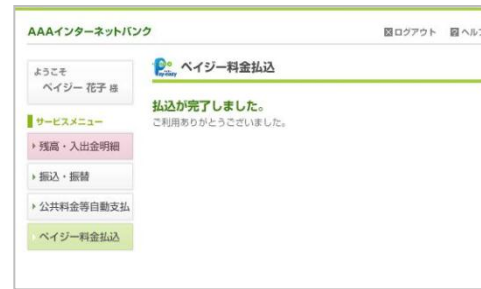 AAAインターネットバンク
ログアウト
ヘル
ようこそ
ペイジー 花子 様
サービスメニュー
残高・入出金明細
振込・振替
公共料金等自動支払
ペイジー料金払込
Pay-easy
ペイジー料金払込
払込が完了しました。
ご利用ありがとうございました。